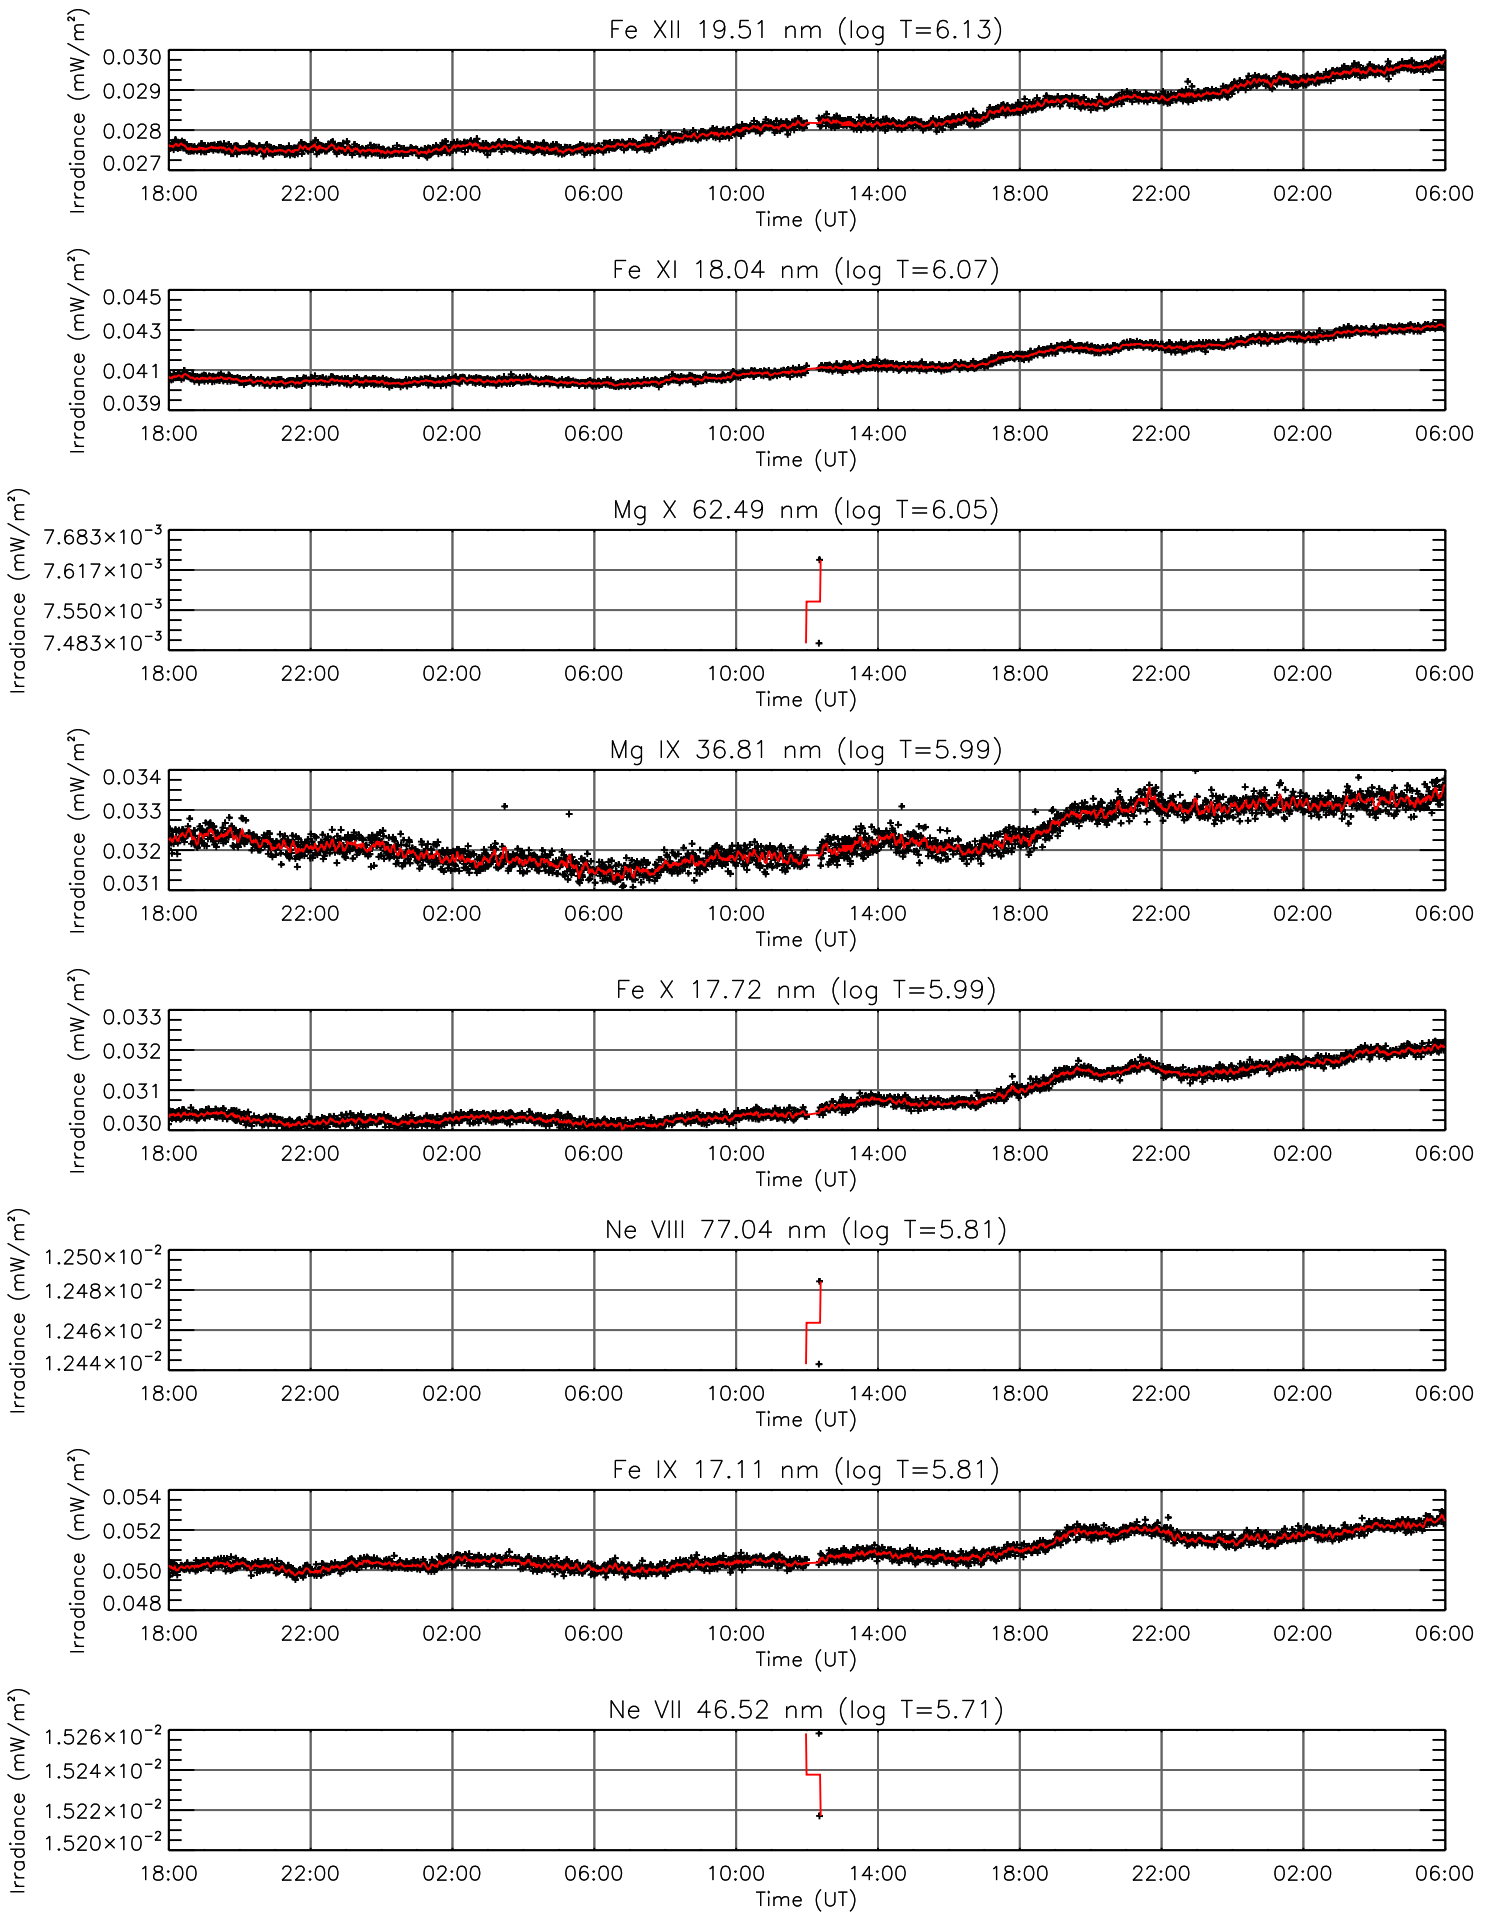 Fe XII 19.51 nm (log T=6.13)
Irradiance (mW/m²)
0.030
0.029
0.028
0.027
18:00 22:00 02:00 06:00 10:00 14:00 18:00 22:00 02:00 06:00
Time (UT)
Fe XI 18.04 nm (log T=6.07)
Irradiance (mW/m²)
0.045
0.043
0.041
0.039
18:00 22:00 02:00 06:00 10:00 14:00 18:00 22:00 02:00 06:00
Time (UT)
Mg X 62.49 nm (log T=6.05)
Irradiance (mW/m²)
7.683×10⁻³
7.617×10⁻³
7.550×10⁻³
7.483×10⁻³
18:00 22:00 02:00 06:00 10:00 14:00 18:00 22:00 02:00 06:00
Time (UT)
Mg IX 36.81 nm (log T=5.99)
Irradiance (mW/m²)
0.034
0.033
0.032
0.031
18:00 22:00 02:00 06:00 10:00 14:00 18:00 22:00 02:00 06:00
Time (UT)
Fe X 17.72 nm (log T=5.99)
Irradiance (mW/m²)
0.033
0.032
0.031
0.030
18:00 22:00 02:00 06:00 10:00 14:00 18:00 22:00 02:00 06:00
Time (UT)
Ne VIII 77.04 nm (log T=5.81)
Irradiance (mW/m²)
1.250×10⁻²
1.248×10⁻²
1.246×10⁻²
1.244×10⁻²
18:00 22:00 02:00 06:00 10:00 14:00 18:00 22:00 02:00 06:00
Time (UT)
Fe IX 17.11 nm (log T=5.81)
Irradiance (mW/m²)
0.054
0.052
0.050
0.048
18:00 22:00 02:00 06:00 10:00 14:00 18:00 22:00 02:00 06:00
Time (UT)
Ne VII 46.52 nm (log T=5.71)
Irradiance (mW/m²)
1.526×10⁻²
1.524×10⁻²
1.522×10⁻²
1.520×10⁻²
18:00 22:00 02:00 06:00 10:00 14:00 18:00 22:00 02:00 06:00
Time (UT)